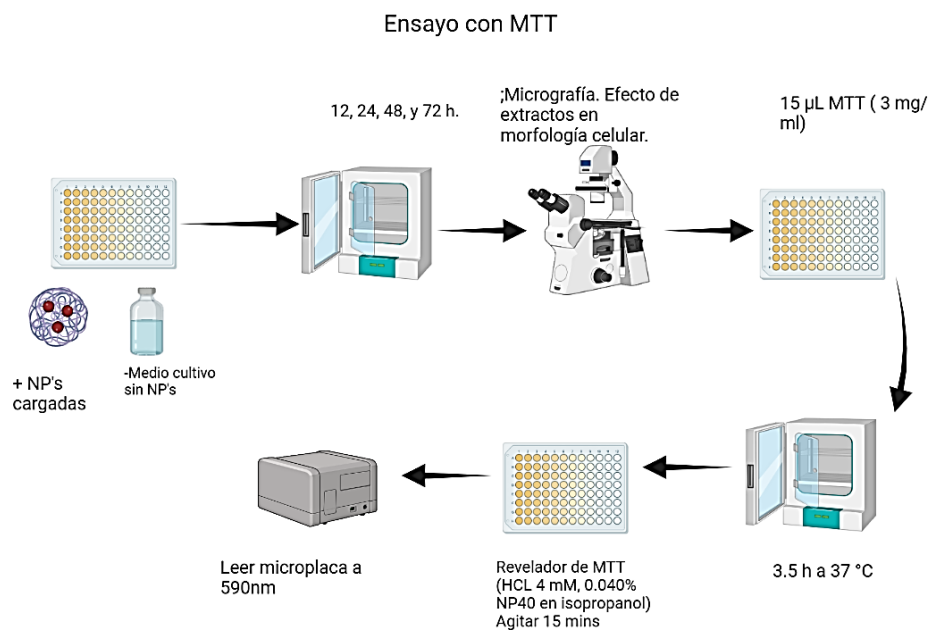 Ensayo con MTT
12, 24, 48, y 72 h.
;Micrografía. Efecto de
extractos en
morfología celular.
15 µL MTT ( 3 mg/
ml)
+ NP's
cargadas
-Medio cultivo
sin NP's
3.5 h a 37 °C
Revelador de MTT
(HCL 4 mM, 0.040%
NP40 en isopropanol)
Agitar 15 mins
Leer microplaca a
590nm